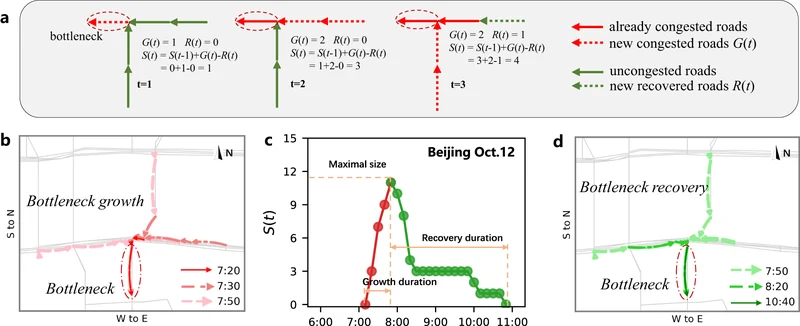 a
bottleneck
G(t) = 1 R(t) = 0
S(t) = S(t-1)+G(t)-R(t)
= 0+1-0 = 1
t=1
G(t) = 2 R(t) = 0
S(t) = S(t-1)+G(t)-R(t)
= 1+2-0 = 3
t=2
G(t) = 2 R(t) = 1
S(t) = S(t-1)+G(t)-R(t)
= 3+2-1 = 4
t=3
already congested roads
new congested roads G(t)
uncongested roads
new recovered roads R(t)
b
N
Bottleneck growth
S to N
Bottleneck
7:20
7:30
7:50
W to E
c
Beijing Oct.12
Maximal size
Recovery duration
Growth duration
S(t)
15
12
9
6
3
0
6:00 7:00 8:00 9:00 10:00 11:00
d
N
Bottleneck recovery
S to N
Bottleneck
7:50
8:20
10:40
W to E